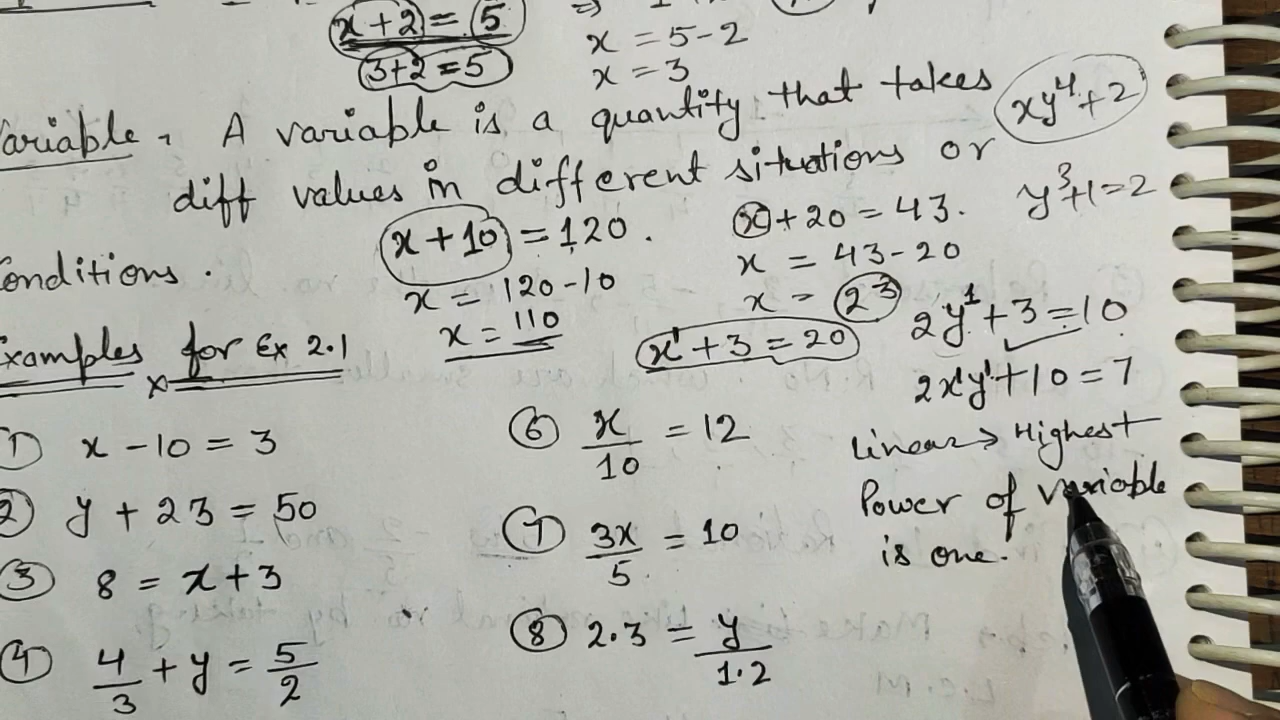 x + 2 = 5
x = 5 - 2
3 + 2 = 5
x = 3
ariable, A variable is a quantity that takes
xy⁴ + 2
diff values in different situations or
onditions.
x + 10 = 120.
x + 20 = 43.
y³ + 1 = 2
x = 120 - 10
x = 43 - 20
x = 110
x = 23
x¹ + 3 = 20
2y¹ + 3 = 10
2x¹y¹ + 10 = 7
xamples for Ex 2.1
Linear → Highest
Power of variable
is one.
① x - 10 = 3
② y + 23 = 50
③ 8 = x + 3
④ 4/3 + y = 5/2
⑥ x/10 = 12
⑦ 3x/5 = 10
⑧ 2.3 = y/1.2